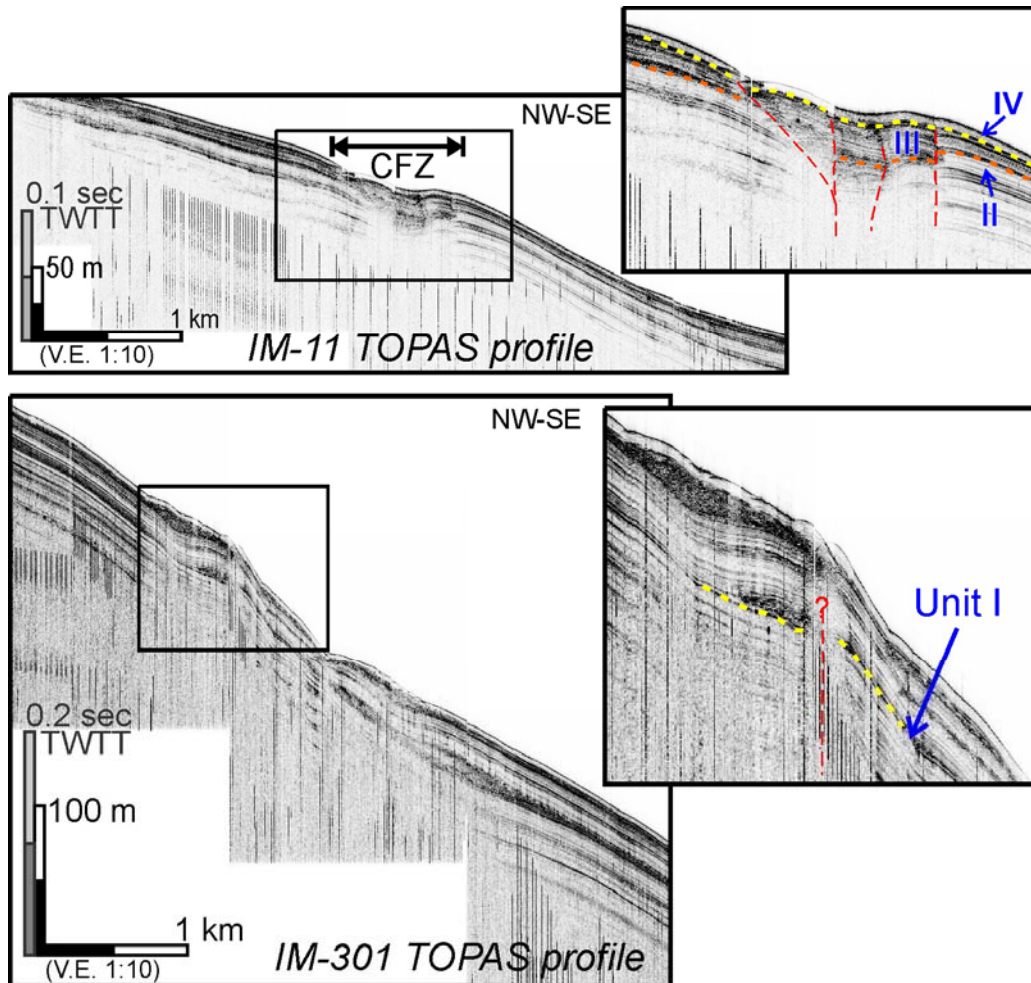 NW-SE
CFZ
0.1 sec
TWTT
50 m
1 km
(V.E. 1:10)
IM-11 TOPAS profile
IV
III
II
NW-SE
0.2 sec
TWTT
100 m
1 km
(V.E. 1:10)
IM-301 TOPAS profile
?
Unit I